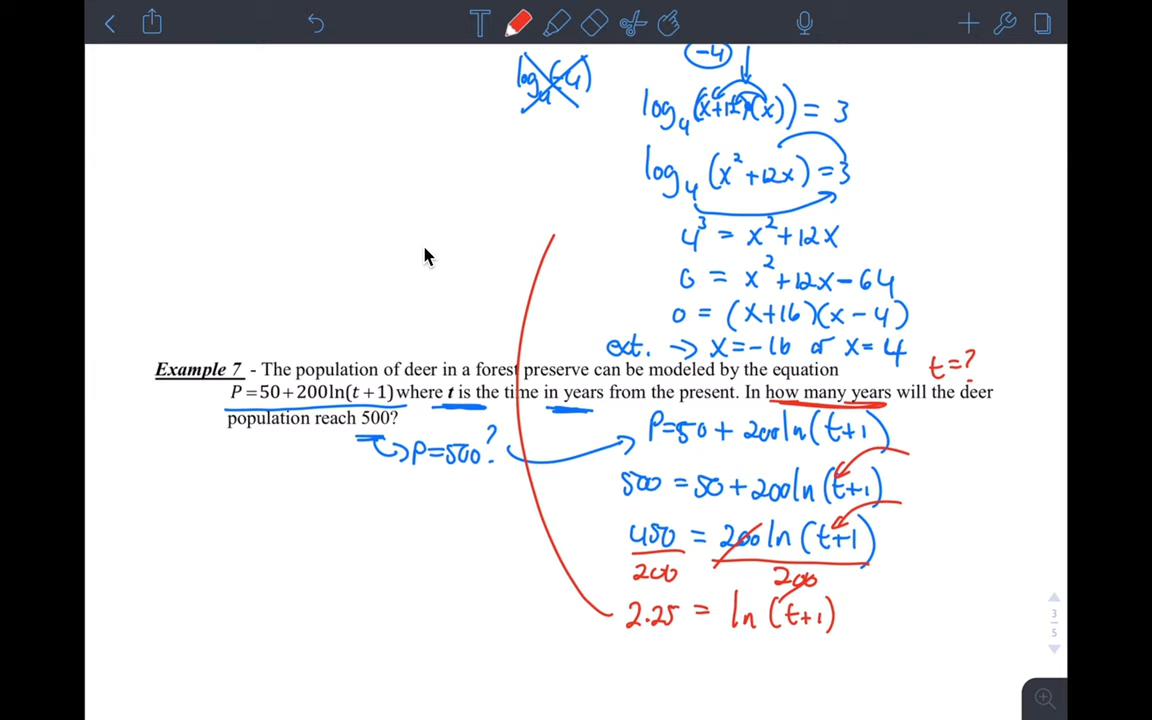 -4
log₄(-4)
log₄((x+12)(x)) = 3
log₄(x²+12x) = 3
4³ = x²+12x
0 = x²+12x-64
0 = (x+16)(x-4)
ext. → x=-16 or x=4
Example 7 - The population of deer in a forest preserve can be modeled by the equation
t=?
P=50+200ln(t+1) where t is the time in years from the present. In how many years will the deer
population reach 500?
P=500?
P=50+200ln(t+1)
500 = 50+200ln(t+1)
450 = 200ln(t+1)
200 200
2.25 = ln(t+1)
3
5